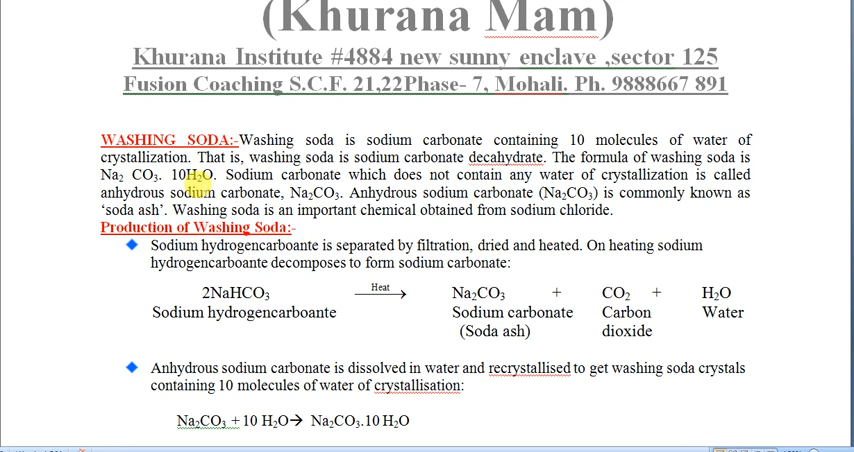 (Khurana Mam)
Khurana Institute #4884 new sunny enclave ,sector 125
Fusion Coaching S.C.F. 21,22Phase- 7, Mohali. Ph. 9888667 891
WASHING SODA:-Washing soda is sodium carbonate containing 10 molecules of water of
crystallization. That is, washing soda is sodium carbonate decahydrate. The formula of washing soda is
Na₂ CO₃. 10H₂O. Sodium carbonate which does not contain any water of crystallization is called
anhydrous sodium carbonate, Na₂CO₃. Anhydrous sodium carbonate (Na₂CO₃) is commonly known as
‘soda ash’. Washing soda is an important chemical obtained from sodium chloride.
Production of Washing Soda:-
Sodium hydrogencarboante is separated by filtration, dried and heated. On heating sodium
hydrogencarboante decomposes to form sodium carbonate:
2NaHCO₃ Heat → Na₂CO₃ + CO₂ + H₂O
Sodium hydrogencarboante Sodium carbonate Carbon Water
(Soda ash) dioxide
Anhydrous sodium carbonate is dissolved in water and recrystallised to get washing soda crystals
containing 10 molecules of water of crystallisation:
Na₂CO₃ + 10 H₂O→ Na₂CO₃.10 H₂O